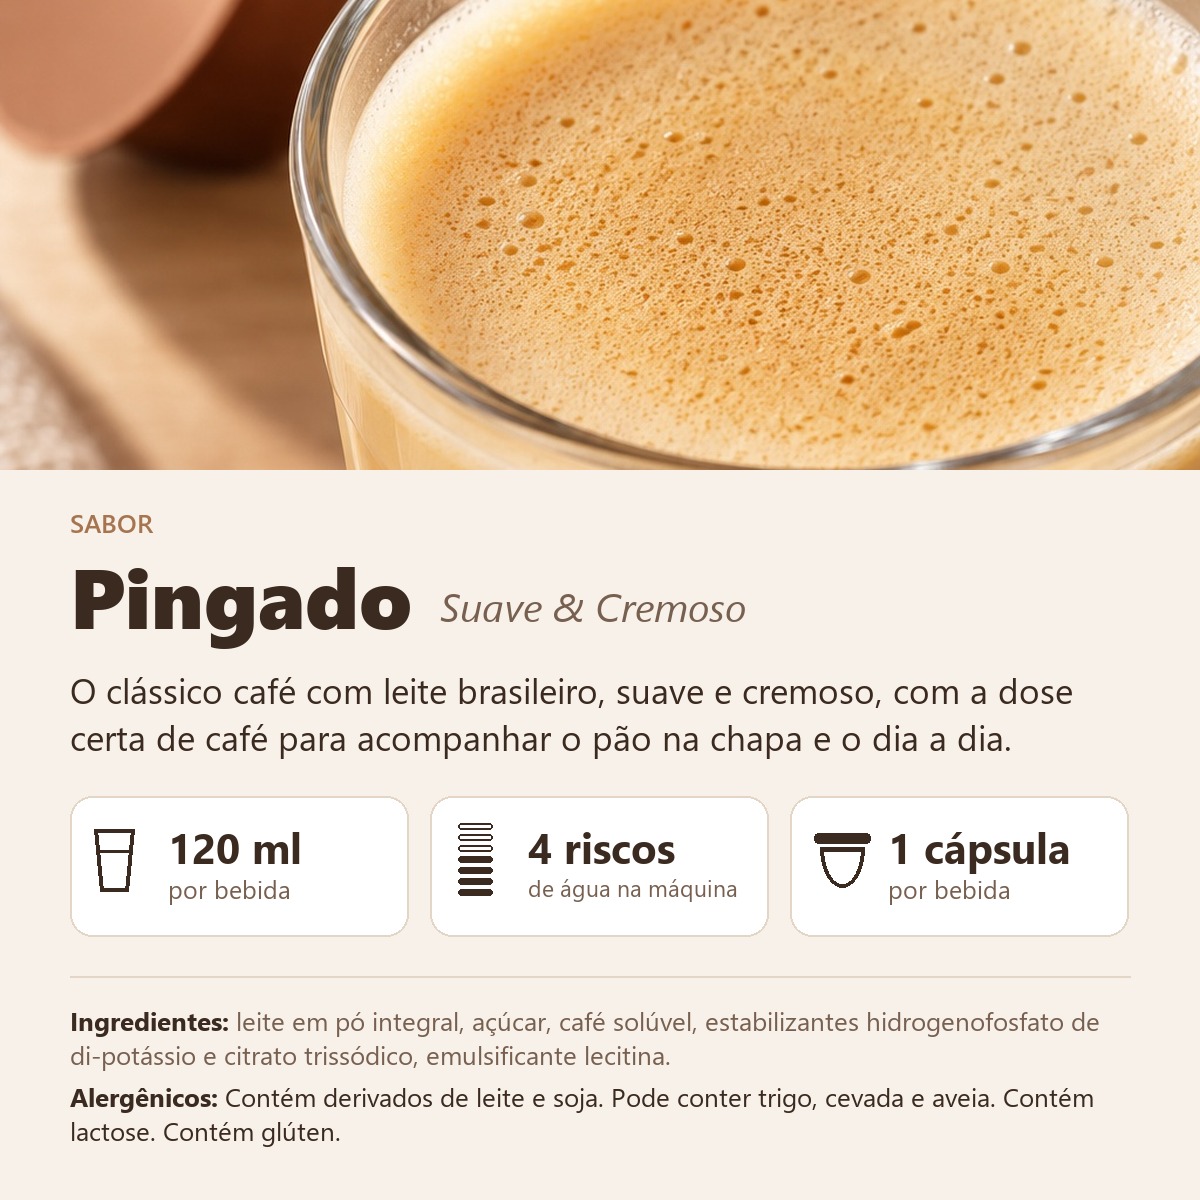 SABOR
Pingado Suave & Cremoso
O clássico café com leite brasileiro, suave e cremoso, com a dose
certa de café para acompanhar o pão na chapa e o dia a dia.
120 ml
por bebida
4 riscos
de água na máquina
1 cápsula
por bebida
Ingredientes: leite em pó integral, açúcar, café solúvel, estabilizantes hidrogenofosfato de
di-potássio e citrato trissódico, emulsificante lecitina.
Alergênicos: Contém derivados de leite e soja. Pode conter trigo, cevada e aveia. Contém
lactose. Contém glúten.